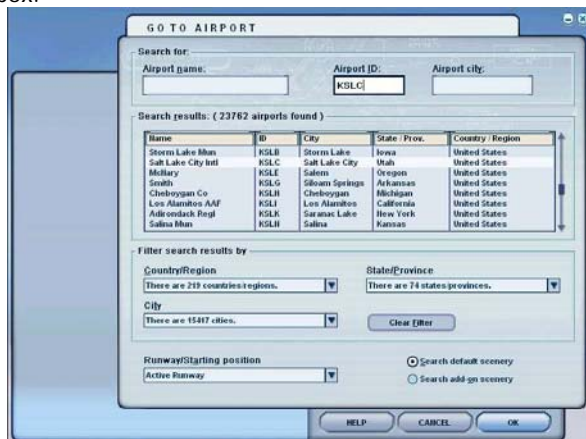 box.
GO TO AIRPORT
Search for:
Airport name: Airport ID: Airport city:
KSLC
Search results: ( 23762 airports found )
Name ID City State / Prov. Country / Region
Storm Lake Mun KSLB Storm Lake Iowa United States
Salt Lake City Intl KSLC Salt Lake City Utah United States
McNary KSLE Salem Oregon United States
Smith KSLG Siloam Springs Arkansas United States
Cheboygan Co KSLH Cheboygan Michigan United States
Los Alamitos AAF KSLI Los Alamitos California United States
Adirondack Regl KSLK Saranac Lake New York United States
Salina Mun KSLN Salina Kansas United States
Filter search results by
Country/Region State/Province
There are 219 countries/regions. There are 74 states/provinces.
City
There are 15417 cities. Clear Filter
Runway/Starting position
Active Runway
Search default scenery
Search add-on scenery
HELP CANCEL OK